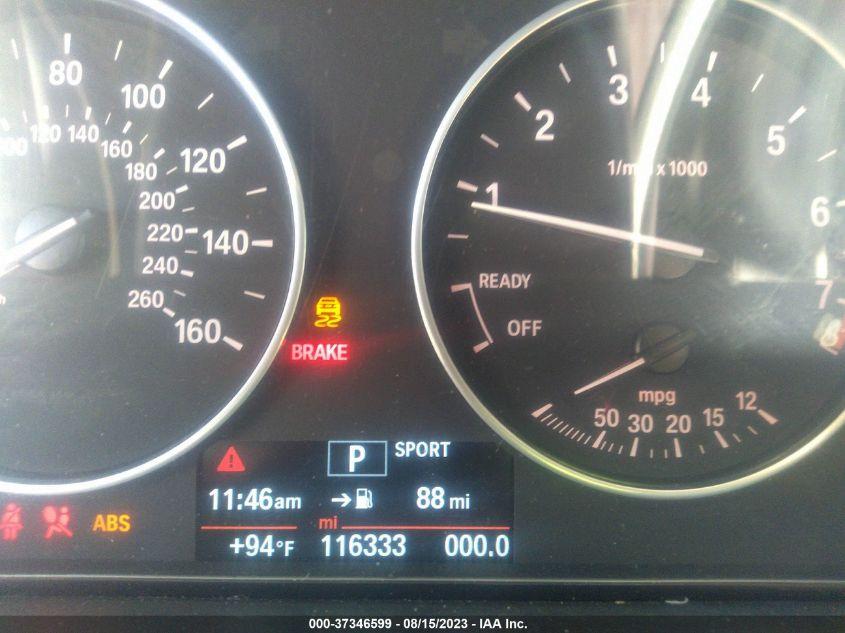 80
100
120
140
160
120
140
160
180
200
220
240
260
1
2
3
4
5
6
7
x 1000
READY
OFF
mpg
50 30 20 15 12
BRAKE
P SPORT
11:46am 88 mi
mi
+94°F 116333 000.0
ABS
000-37346599 - 08/15/2023 - IAA Inc.